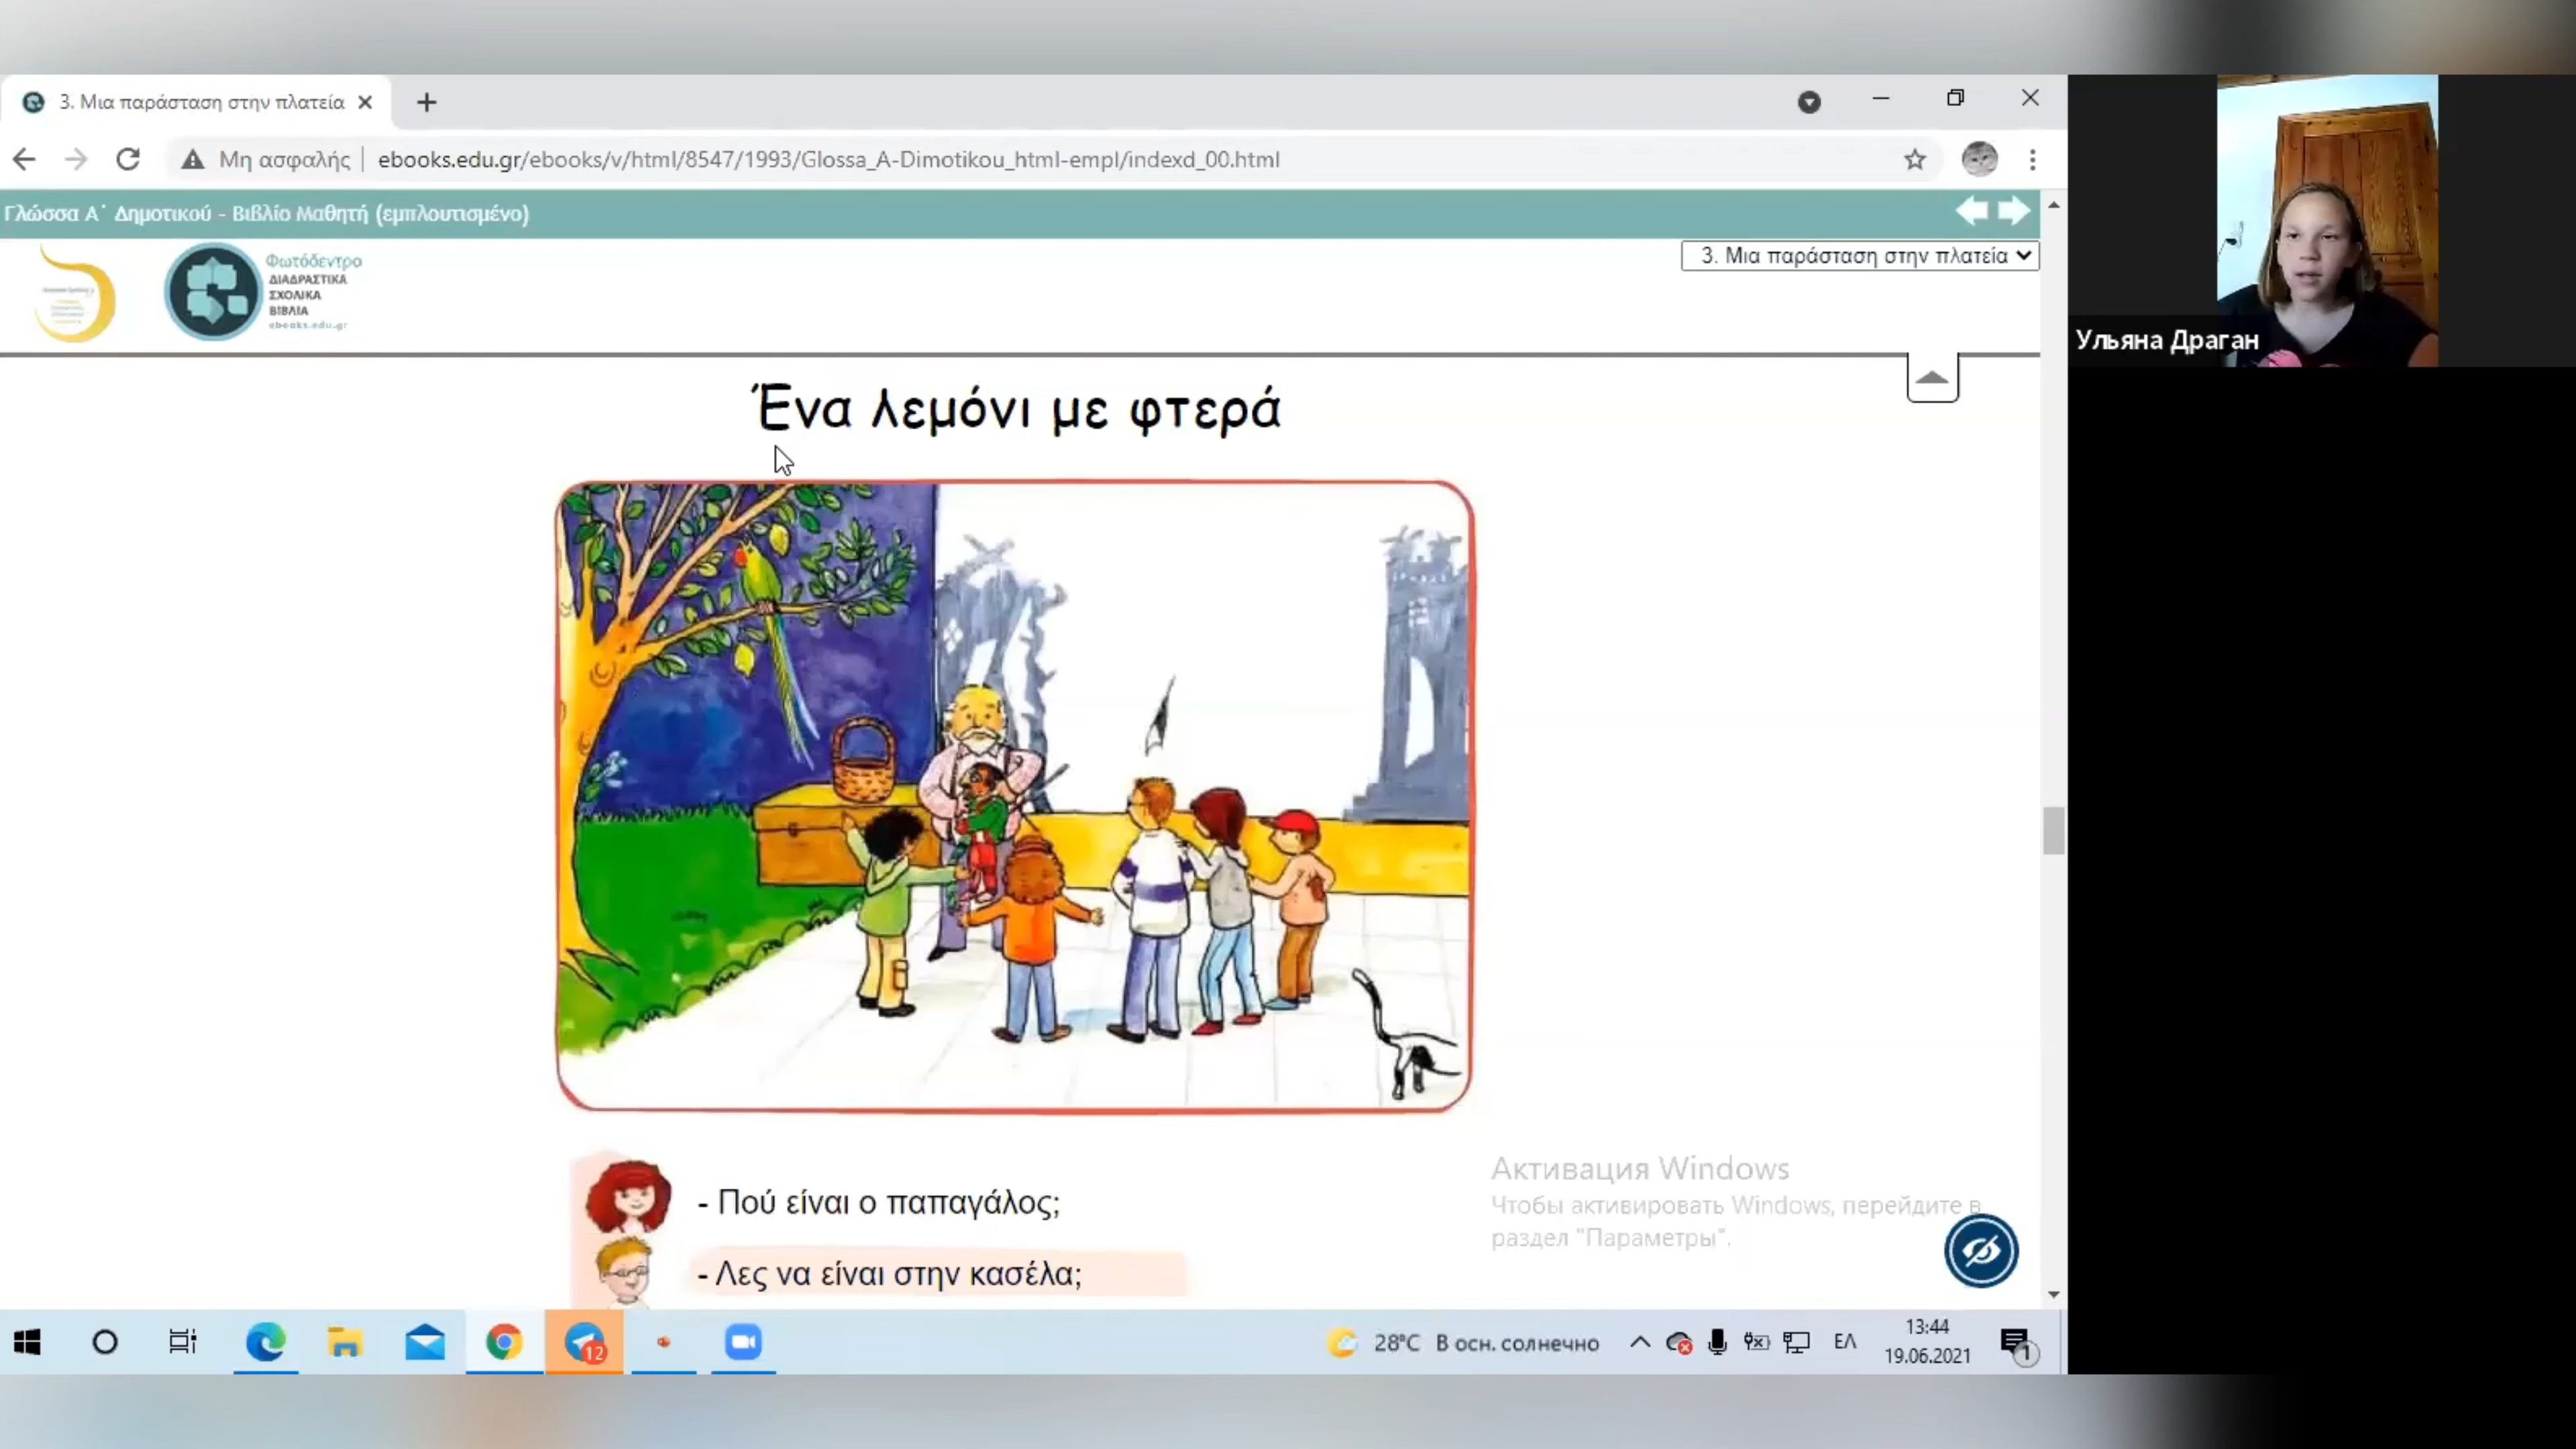 3. Μια παράσταση στην πλατεία
Μη ασφαλής
ebooks.edu.gr/ebooks/v/html/8547/1993/Glossa_A-Dimotikou_html-empl/indexd_00.html
Γλώσσα Α΄ Δημοτικού - Βιβλίο Μαθητή (εμπλουτισμένο)
Φωτόδεντρο
ΔΙΑΔΡΑΣΤΙΚΑ
ΣΧΟΛΙΚΑ
ΒΙΒΛΙΑ
ebooks.edu.gr
3. Μια παράσταση στην πλατεία
Ульяна Драган
Ένα λεμόνι με φτερά
- Πού είναι ο παπαγάλος;
- Λες να είναι στην κασέλα;
Активация Windows
Чтобы активировать Windows, перейдите в
раздел "Параметры".
12
28°C В осн. солнечно
ΕΛ
13:44
19.06.2021
1